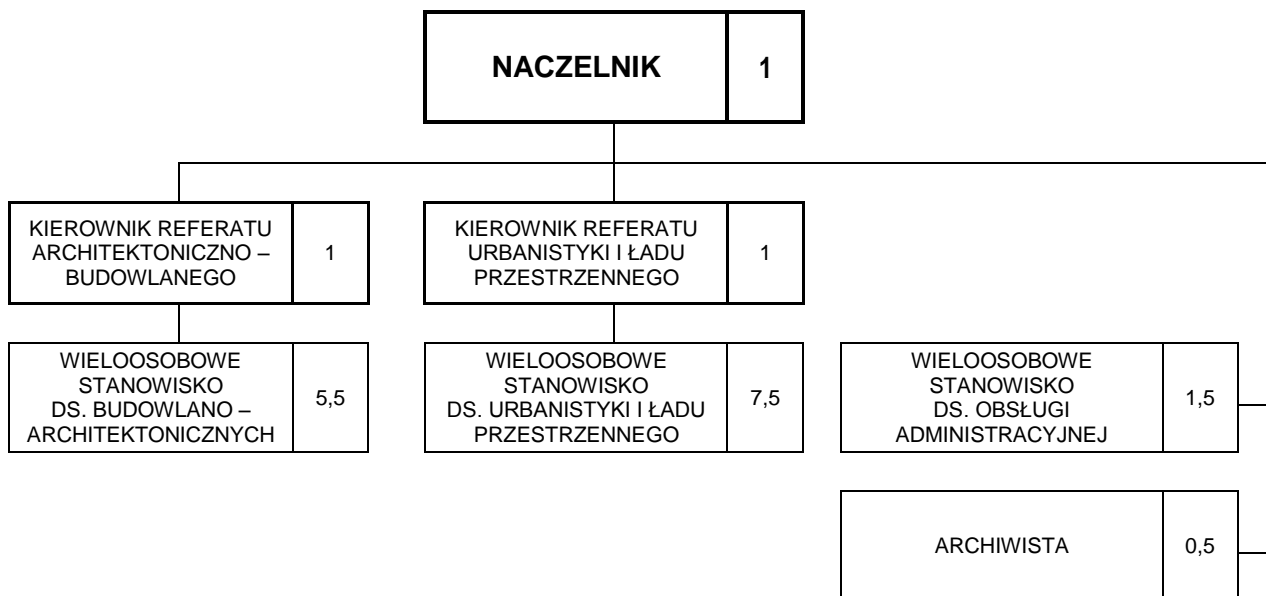 NACZELNIK
1
KIEROWNIK REFERATU
ARCHITEKTONICZNO –
BUDOWLANEGO
1
KIEROWNIK REFERATU
URBANISTYKI I ŁADU
PRZESTRZENNEGO
1
WIELOOSOBOWE
STANOWISKO
DS. BUDOWLANO –
ARCHITEKTONICZNYCH
5,5
WIELOOSOBOWE
STANOWISKO
DS. URBANISTYKI I ŁADU
PRZESTRZENNEGO
7,5
WIELOOSOBOWE
STANOWISKO
DS. OBSŁUGI
ADMINISTRACYJNEJ
1,5
ARCHIWISTA
0,5